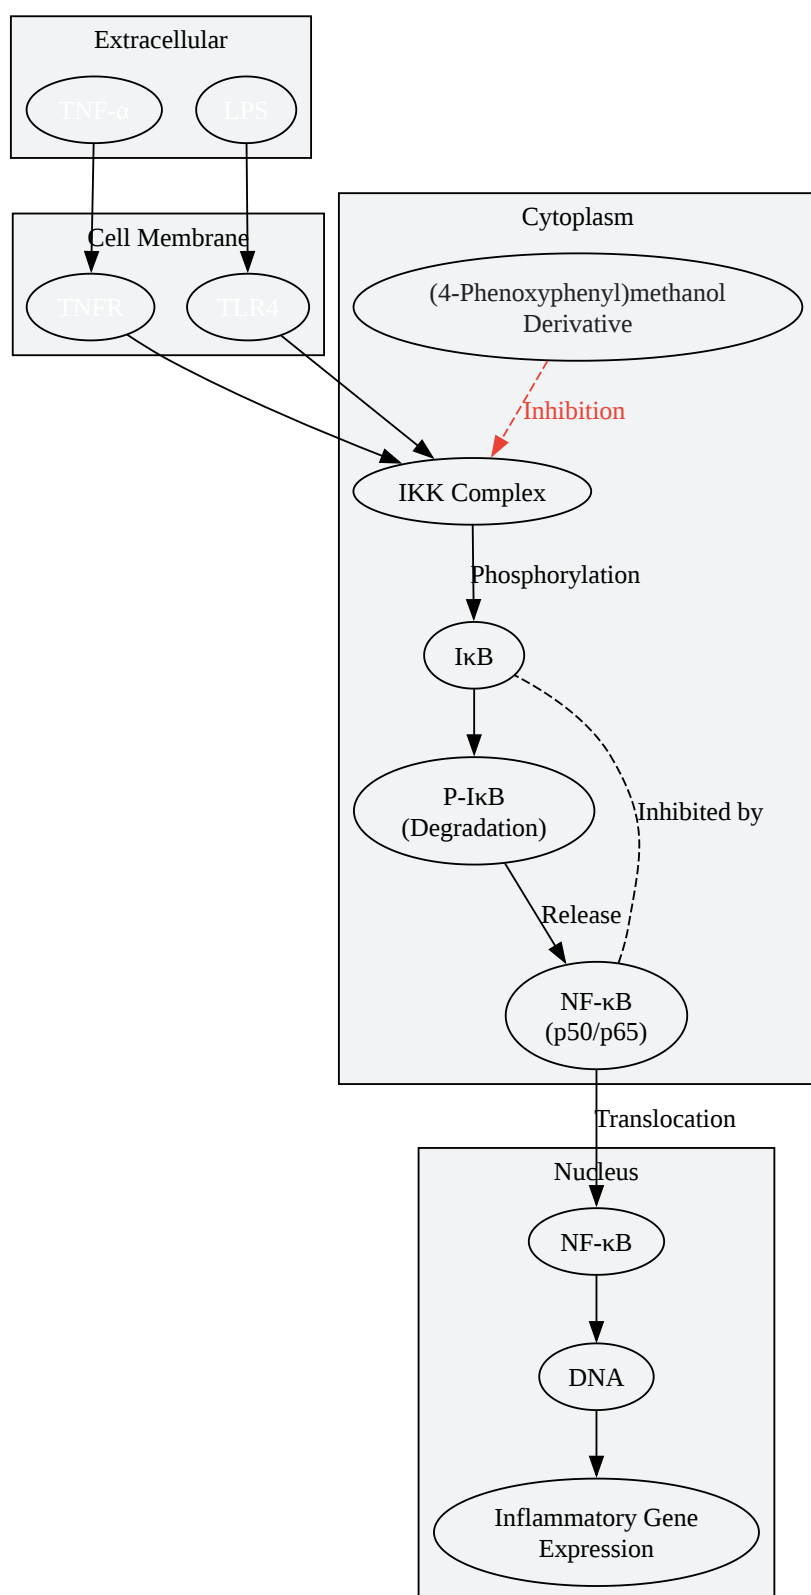 Extracellular
TNF-α
LPS
Cell Membrane
TNFR
TLR4
Cytoplasm
(4-Phenoxyphenyl)methanol
Derivative
Inhibition
IKK Complex
Phosphorylation
IκB
P-IκB
(Degradation)
Inhibited by
Release
NF-κB
(p50/p65)
Translocation
Nucleus
NF-κB
DNA
Inflammatory Gene
Expression